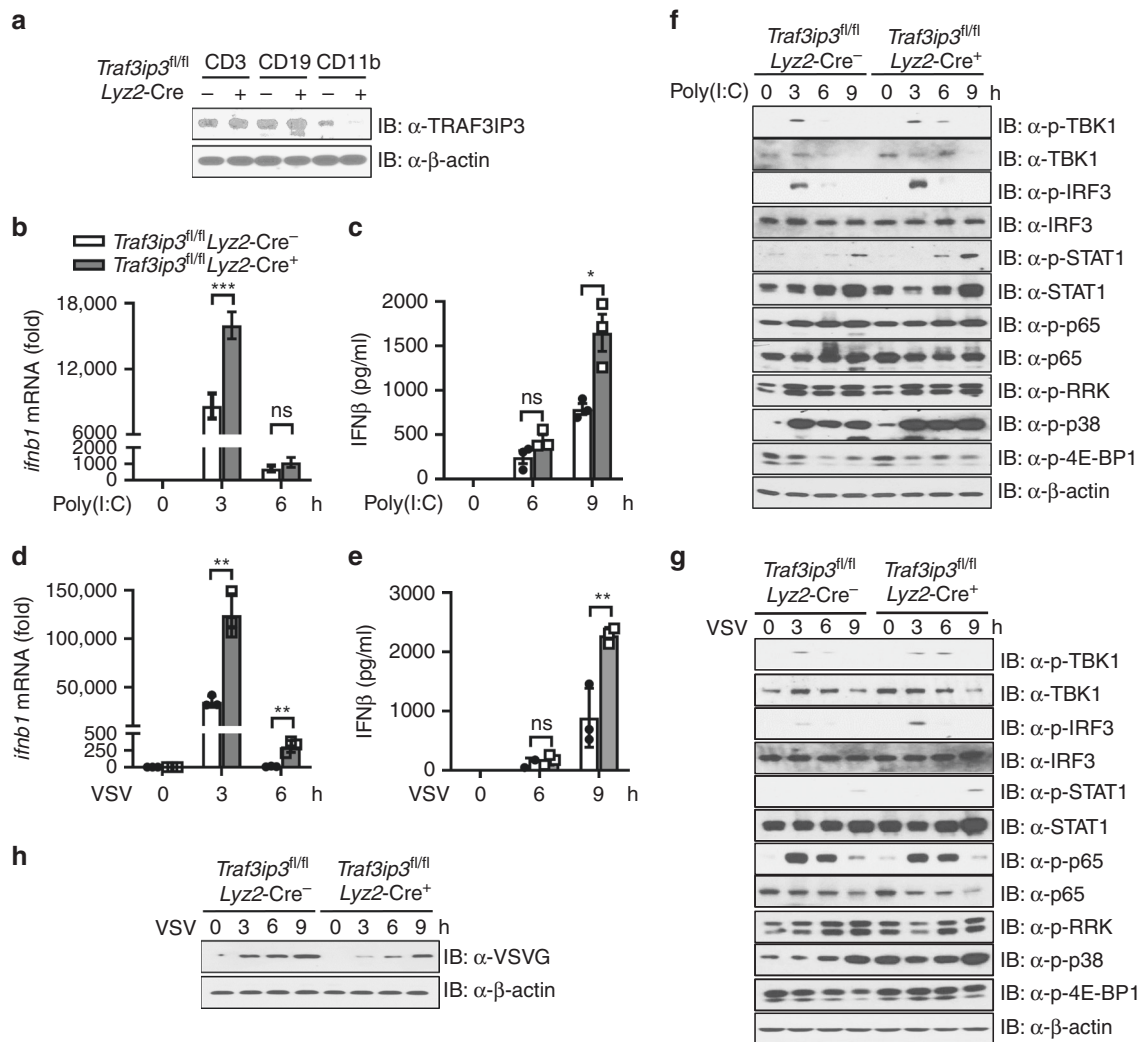 a
Traf3ip3fl/fl CD3 CD19 CD11b
Lyz2-Cre – + – + – +
IB: α-TRAF3IP3
IB: α-β-actin
b
Traf3ip3fl/fl Lyz2-Cre–
Traf3ip3fl/fl Lyz2-Cre+
ifnb1 mRNA (fold)
18,000
12,000
6000
2000
1000
0
***
ns
Poly(I:C) 0 3 6 h
c
IFNβ (pg/ml)
2000
1500
1000
500
0
ns
*
Poly(I:C) 0 6 9 h
d
ifnb1 mRNA (fold)
150,000
100,000
50,000
500
250
0
**
**
VSV 0 3 6 h
e
IFNβ (pg/ml)
3000
2000
1000
0
ns
**
VSV 0 6 9 h
h
Traf3ip3fl/fl Traf3ip3fl/fl
Lyz2-Cre– Lyz2-Cre+
VSV 0 3 6 9 0 3 6 9 h
IB: α-VSVG
IB: α-β-actin
f
Traf3ip3fl/fl Traf3ip3fl/fl
Lyz2-Cre– Lyz2-Cre+
Poly(I:C) 0 3 6 9 0 3 6 9 h
IB: α-p-TBK1
IB: α-TBK1
IB: α-p-IRF3
IB: α-IRF3
IB: α-p-STAT1
IB: α-STAT1
IB: α-p-p65
IB: α-p65
IB: α-p-RRK
IB: α-p-p38
IB: α-p-4E-BP1
IB: α-β-actin
g
Traf3ip3fl/fl Traf3ip3fl/fl
Lyz2-Cre– Lyz2-Cre+
VSV 0 3 6 9 0 3 6 9 h
IB: α-p-TBK1
IB: α-TBK1
IB: α-p-IRF3
IB: α-IRF3
IB: α-p-STAT1
IB: α-STAT1
IB: α-p-p65
IB: α-p65
IB: α-p-RRK
IB: α-p-p38
IB: α-p-4E-BP1
IB: α-β-actin